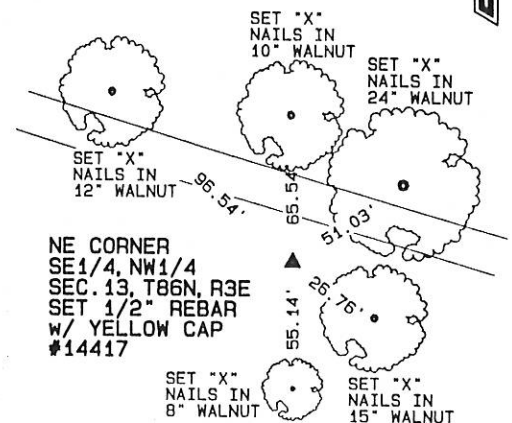 SET "X"
NAILS IN
10" WALNUT
SET "X"
NAILS IN
24" WALNUT
SET "X"
NAILS IN
12" WALNUT
96.54'
65.54'
51.03'
NE CORNER
SE1/4, NW1/4
SEC. 13, T86N, R3E
SET 1/2" REBAR
W/ YELLOW CAP
#14417
26.76'
55.14'
SET "X"
NAILS IN
8" WALNUT
SET "X"
NAILS IN
15" WALNUT